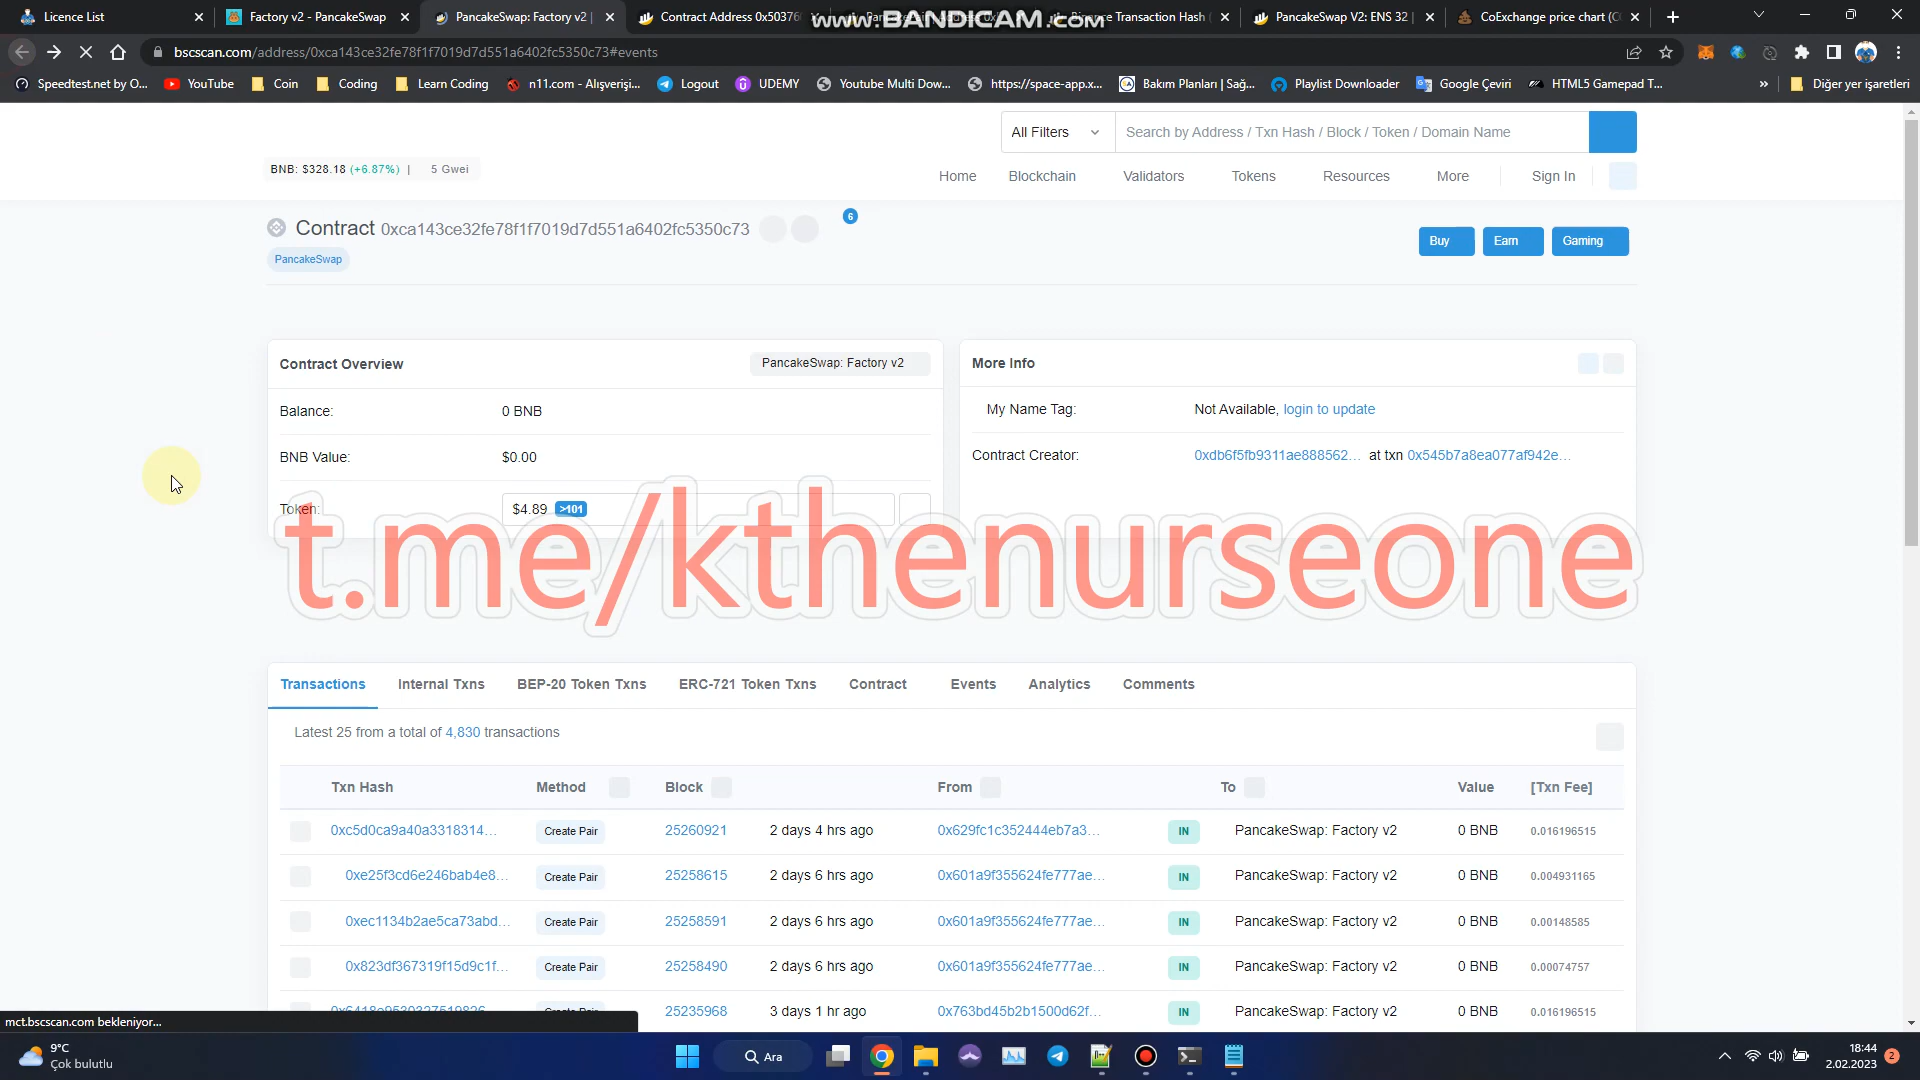 Licence List
Factory v2 - PancakeSwap
PancakeSwap: Factory v2 |
Contract Address 0x50376
www.BANDICAM.com
Binance Transaction Hash (
PancakeSwap V2: ENS 32 |
CoExchange price chart (C
bscscan.com/address/0xca143ce32fe78f1f7019d7d551a6402fc5350c73#events
Speedtest.net by O...
YouTube
Coin
Coding
Learn Coding
n11.com - Alışverişi...
Logout
UDEMY
Youtube Multi Dow...
https://space-app.x...
Bakım Planları | Sağ...
Playlist Downloader
Google Çeviri
HTML5 Gamepad T...
»
Diğer yer işaretleri
All Filters
Search by Address / Txn Hash / Block / Token / Domain Name
BNB: $328.18 (+6.87%) | 5 Gwei
Home
Blockchain
Validators
Tokens
Resources
More
Sign In
Contract 0xca143ce32fe78f1f7019d7d551a6402fc5350c73
6
PancakeSwap
Buy
Earn
Gaming
Contract Overview
PancakeSwap: Factory v2
Balance:
0 BNB
BNB Value:
$0.00
Token:
$4.89 >101
More Info
My Name Tag:
Not Available, login to update
Contract Creator:
0xdb6f5fb9311ae888562... at txn 0x545b7a8ea077af942e...
t.me/kthenurseone
Transactions
Internal Txns
BEP-20 Token Txns
ERC-721 Token Txns
Contract
Events
Analytics
Comments
Latest 25 from a total of 4,830 transactions
Txn Hash Method Block From To Value [Txn Fee]
0xc5d0ca9a40a3318314... Create Pair 25260921 2 days 4 hrs ago 0x629fc1c352444eb7a3... IN PancakeSwap: Factory v2 0 BNB 0.016196515
0xe25f3cd6e246bab4e8... Create Pair 25258615 2 days 6 hrs ago 0x601a9f355624fe777ae... IN PancakeSwap: Factory v2 0 BNB 0.004931165
0xec1134b2ae5ca73abd... Create Pair 25258591 2 days 6 hrs ago 0x601a9f355624fe777ae... IN PancakeSwap: Factory v2 0 BNB 0.00148585
0x823df367319f15d9c1f... Create Pair 25258490 2 days 6 hrs ago 0x601a9f355624fe777ae... IN PancakeSwap: Factory v2 0 BNB 0.00074757
25235968 3 days 1 hr ago 0x763bd45b2b1500d62f... IN PancakeSwap: Factory v2 0 BNB 0.016196515
mct.bscscan.com bekleniyor...
9°C
Çok bulutlu
Ara
18:44
2.02.2023
2